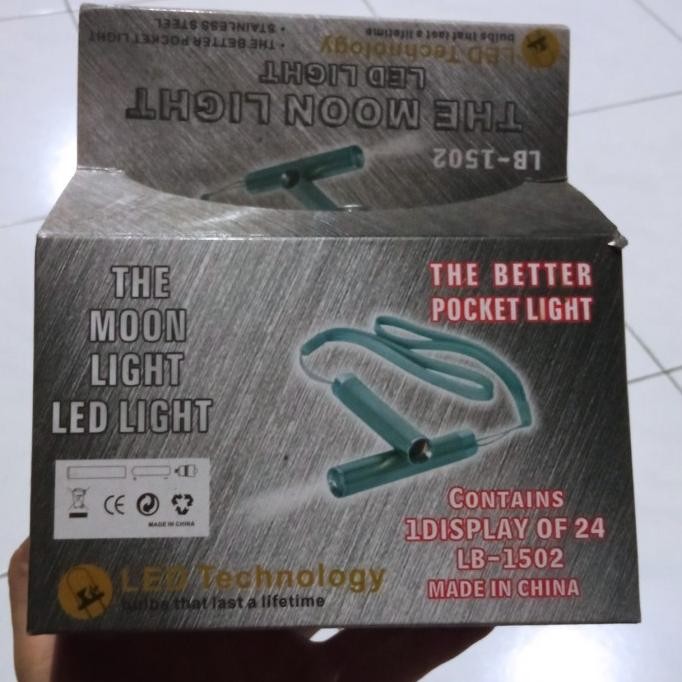 LB-1502
THE MOON LIGHT
LED LIGHT
LED Technology
bulbs that last a lifetime
• THE BETTER POCKET LIGHT
• STAINLESS STEEL
THE
MOON
LIGHT
LED LIGHT
THE BETTER
POCKET LIGHT
CE
MADE IN CHINA
LED Technology
bulbs that last a lifetime
CONTAINS
1DISPLAY OF 24
LB-1502
MADE IN CHINA